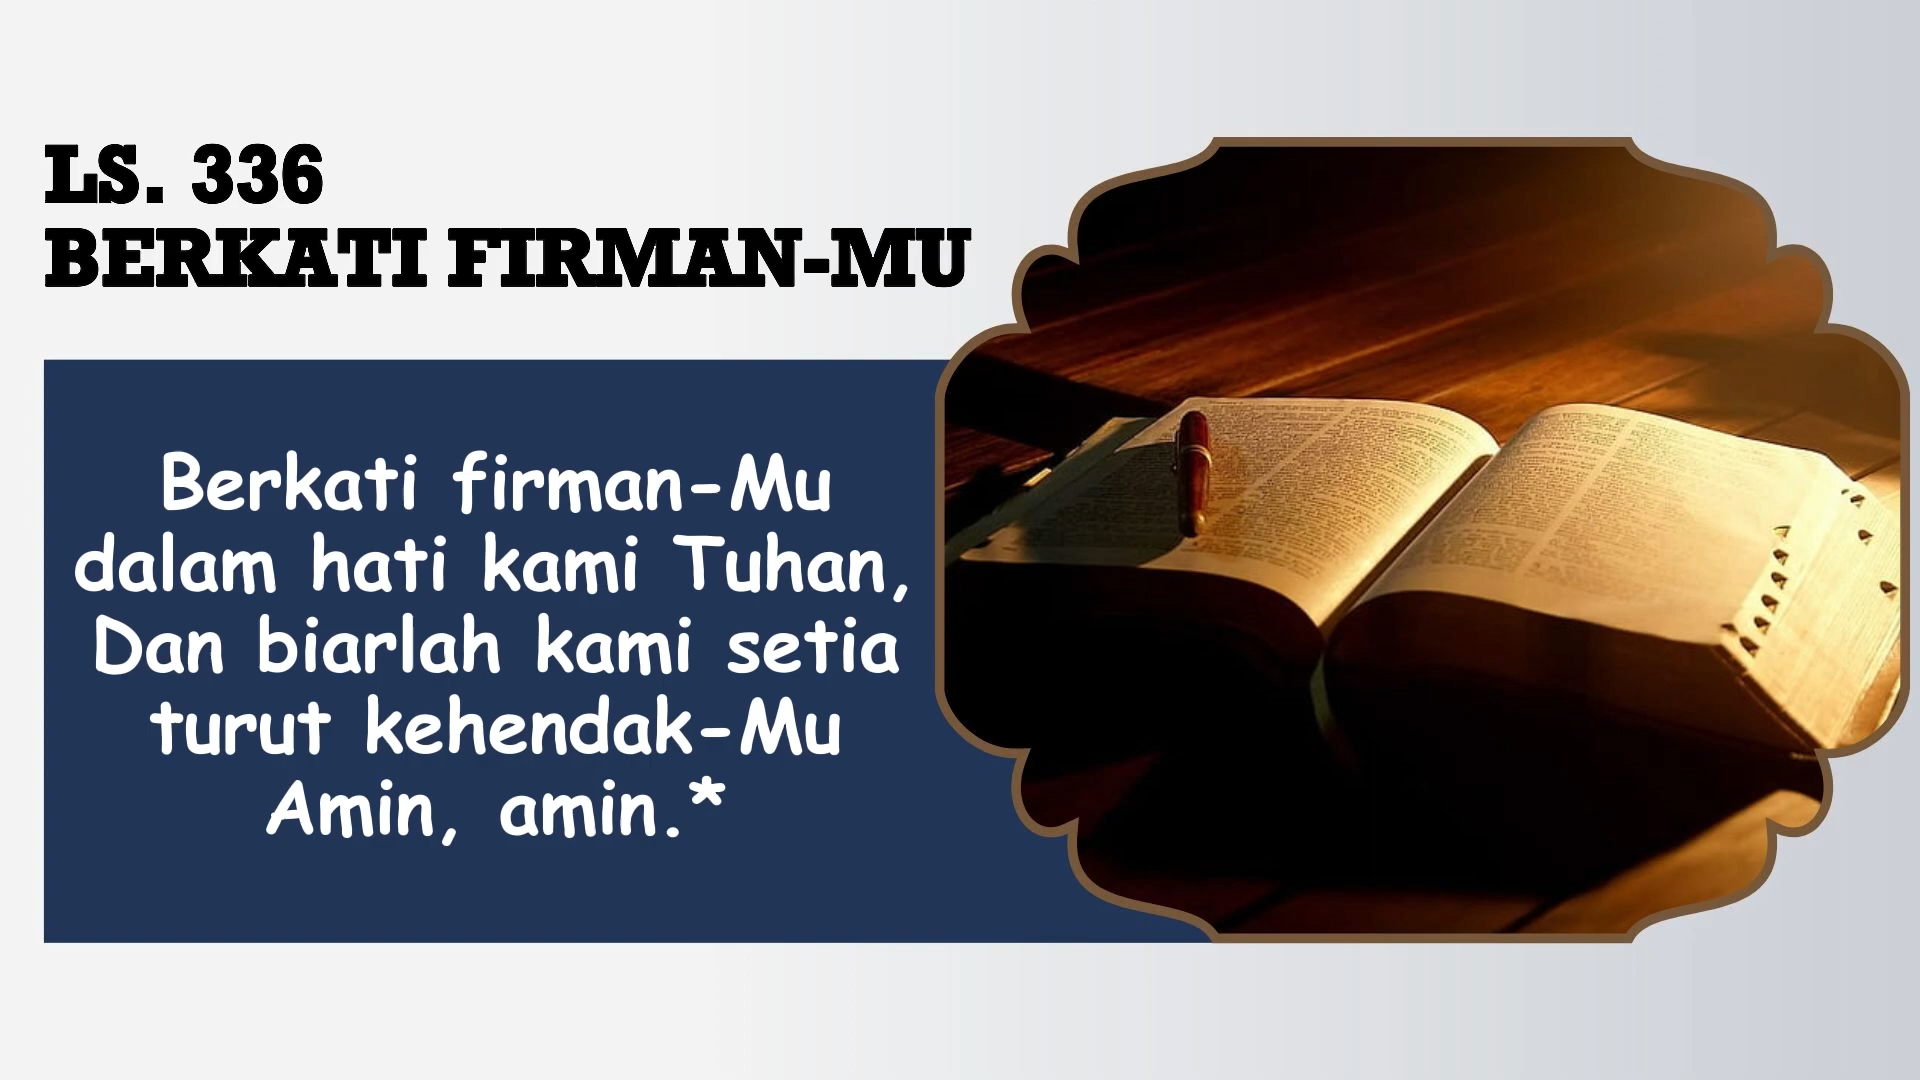 LS. 336
BERKATI FIRMAN-MU
Berkati firman-Mu
dalam hati kami Tuhan,
Dan biarlah kami setia
turut kehendak-Mu
Amin, amin.*